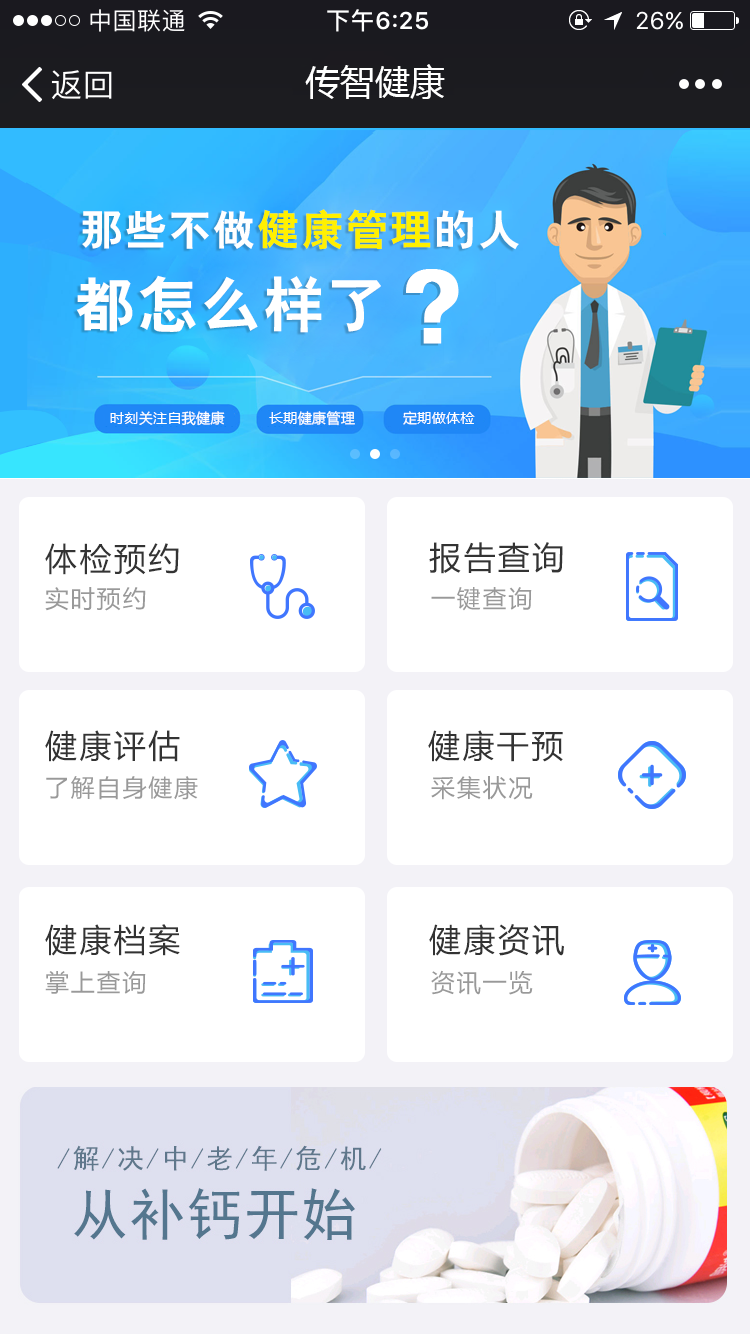 中国联通 下午6:25 26%
返回 传智健康
那些不做健康管理的人
都怎么样了?
时刻关注自我健康 长期健康管理 定期做体检
体检预约 报告查询
实时预约 一键查询
健康评估 健康干预
了解自身健康 采集状况
健康档案 健康资讯
掌上查询 资讯一览
/解/决/中/老/年/危/机/
从补钙开始